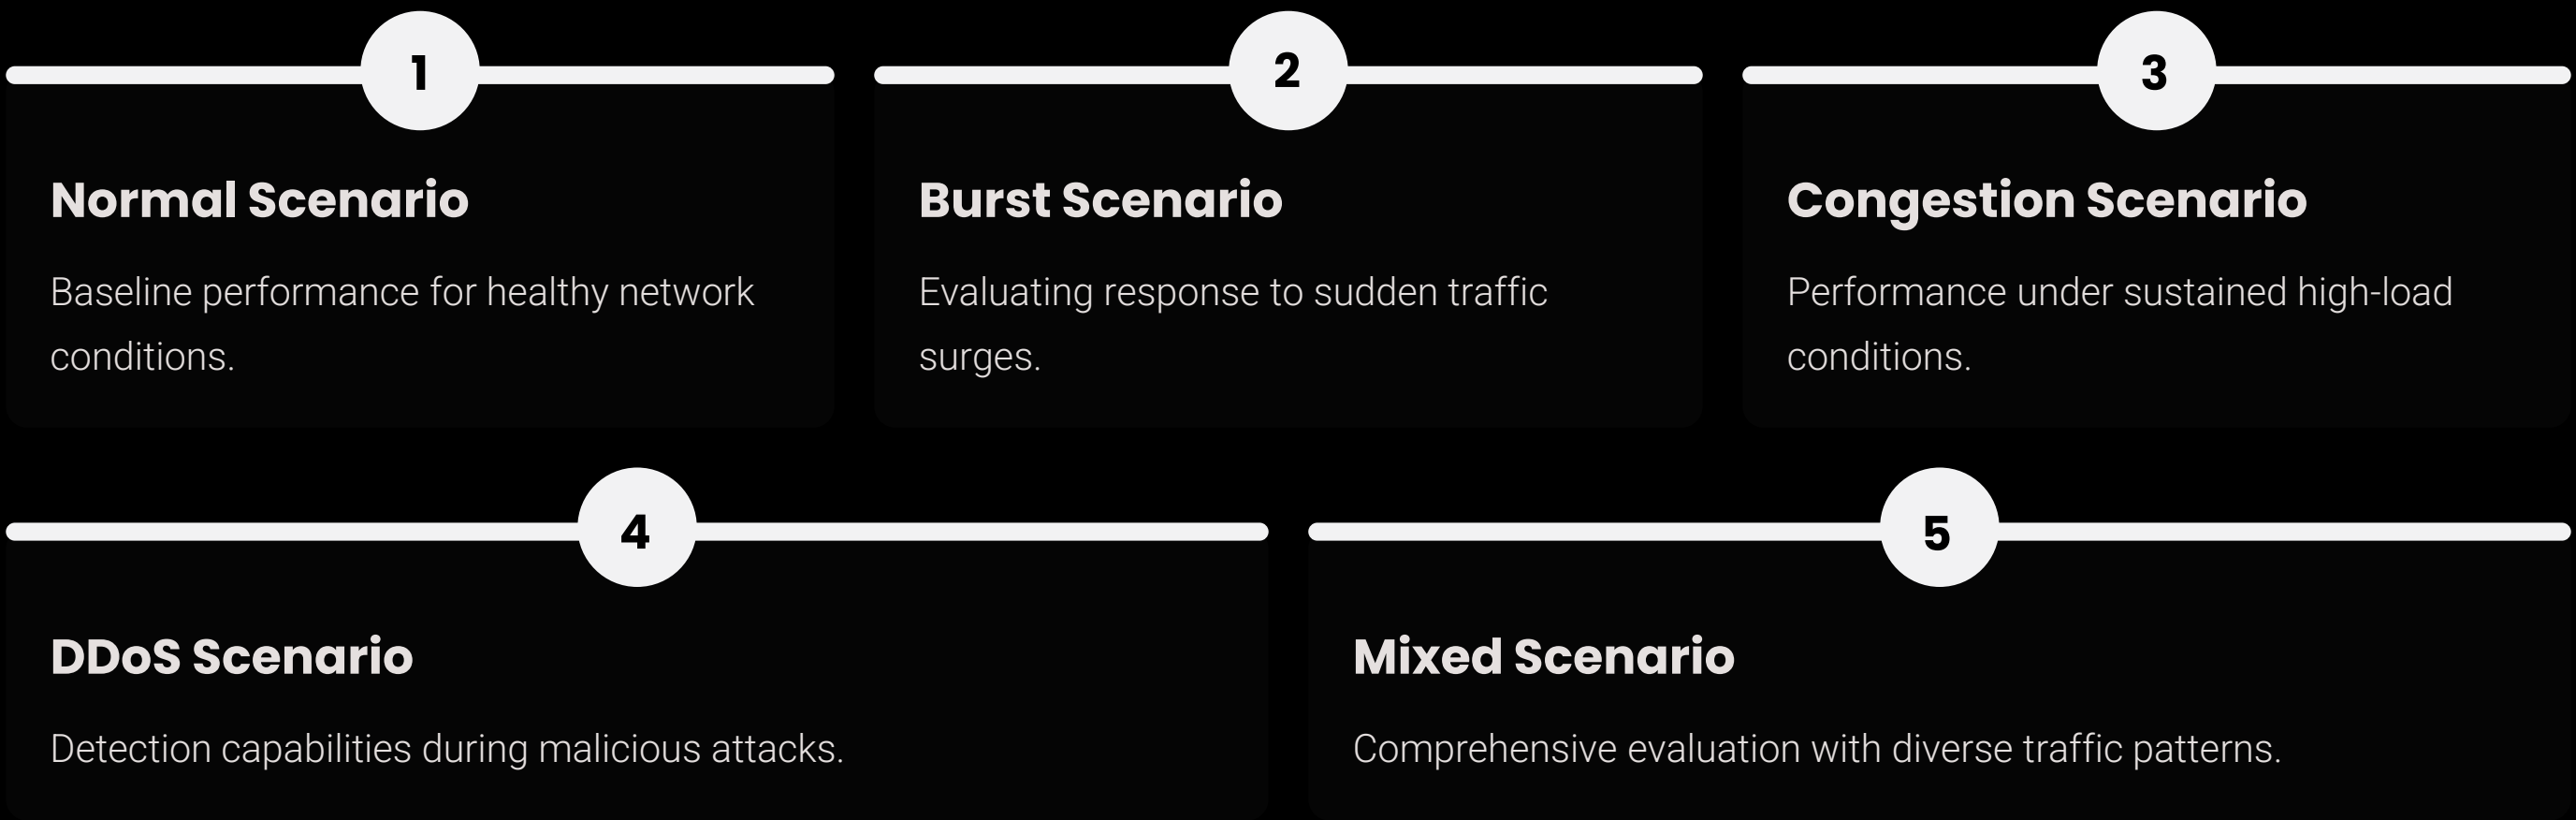 1
Normal Scenario
Baseline performance for healthy network
conditions.
2
Burst Scenario
Evaluating response to sudden traffic
surges.
3
Congestion Scenario
Performance under sustained high-load
conditions.
4
DDoS Scenario
Detection capabilities during malicious attacks.
5
Mixed Scenario
Comprehensive evaluation with diverse traffic patterns.